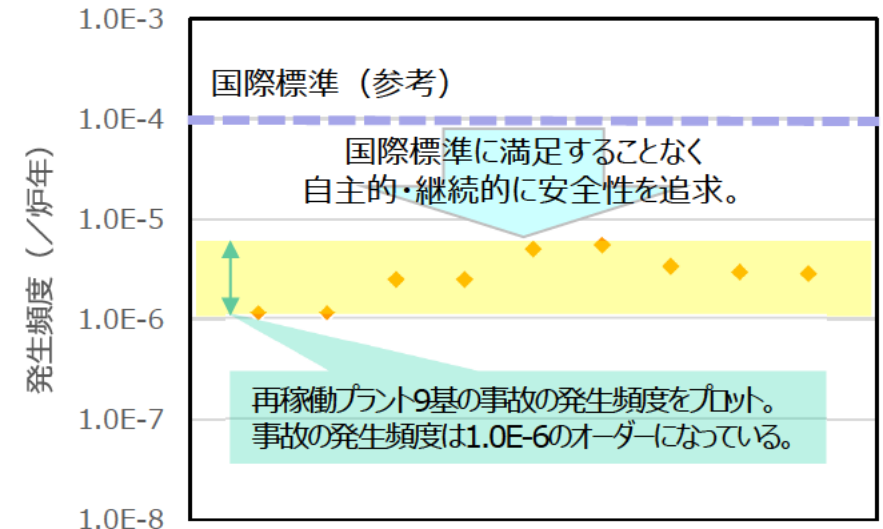 1.0E-3
国際標準（参考）
1.0E-4
国際標準に満足することなく
自主的・継続的に安全性を追求。
1.0E-5
1.0E-6
再稼働プラント9基の事故の発生頻度をプロット。
事故の発生頻度は1.0E-6のオーダーになっている。
1.0E-7
1.0E-8
発生頻度（／炉年）